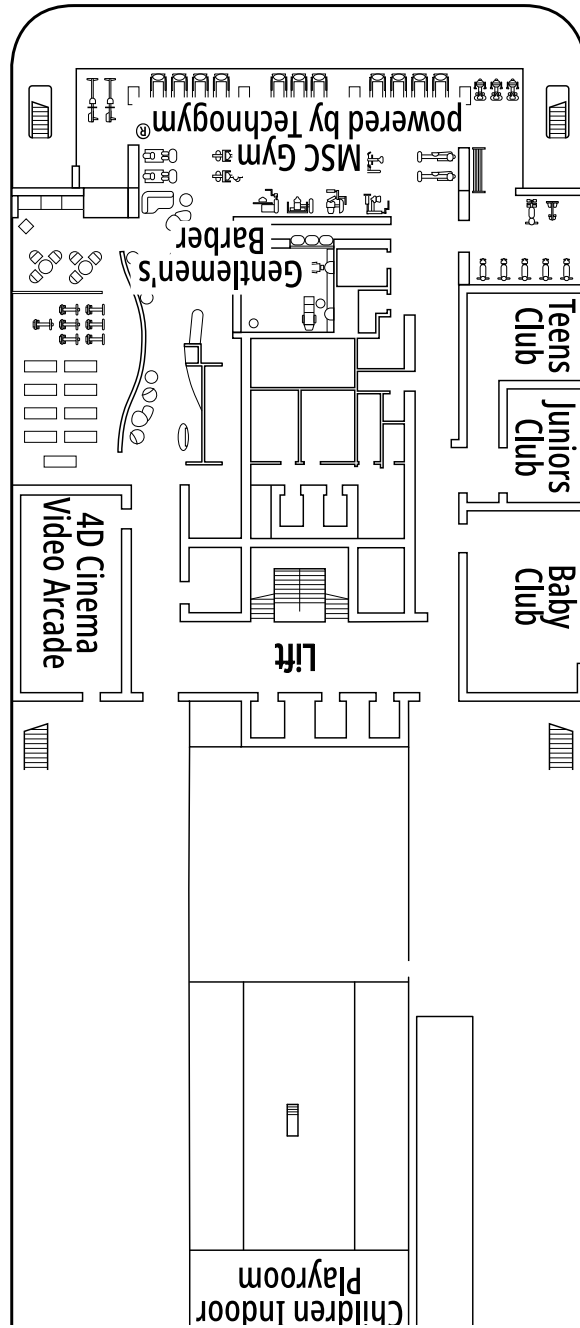 MSC Gym
powered by Technogym®
Gentlemen's
Barber
Teens
Club
Juniors
Club
Baby
Club
4D Cinema
Video Arcade
Lift
Children Indoor
Playroom